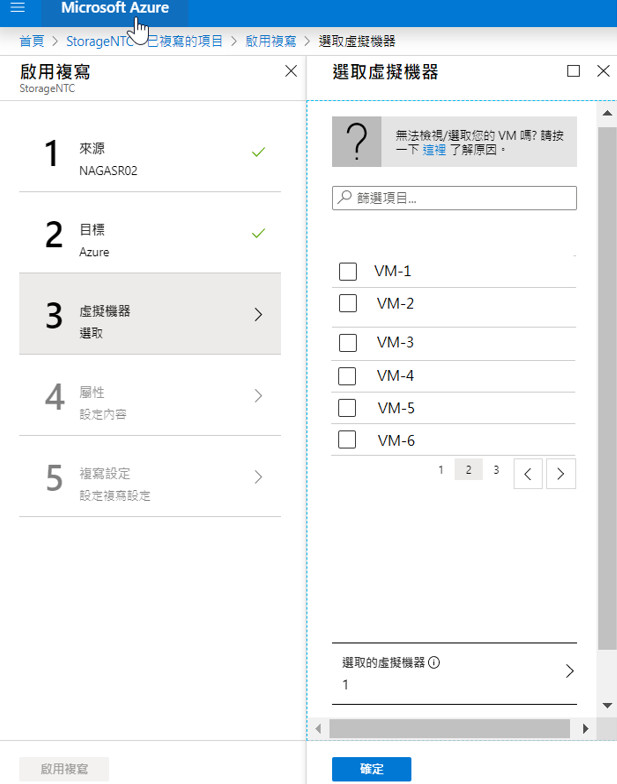 Microsoft Azure
首頁 > StorageNTC 已複寫的項目 > 啟用複寫 > 選取虛擬機器
啟用複寫
StorageNTC
1
來源
NAGASR02
2
目標
Azure
3
虛擬機器
選取
4
屬性
設定內容
5
複寫設定
設定複寫設定
啟用複寫
選取虛擬機器
無法檢視/選取您的 VM 嗎? 請按
一下 這裡 了解原因。
篩選項目...
VM-1
VM-2
VM-3
VM-4
VM-5
VM-6
1 2 3
選取的虛擬機器
1
確定